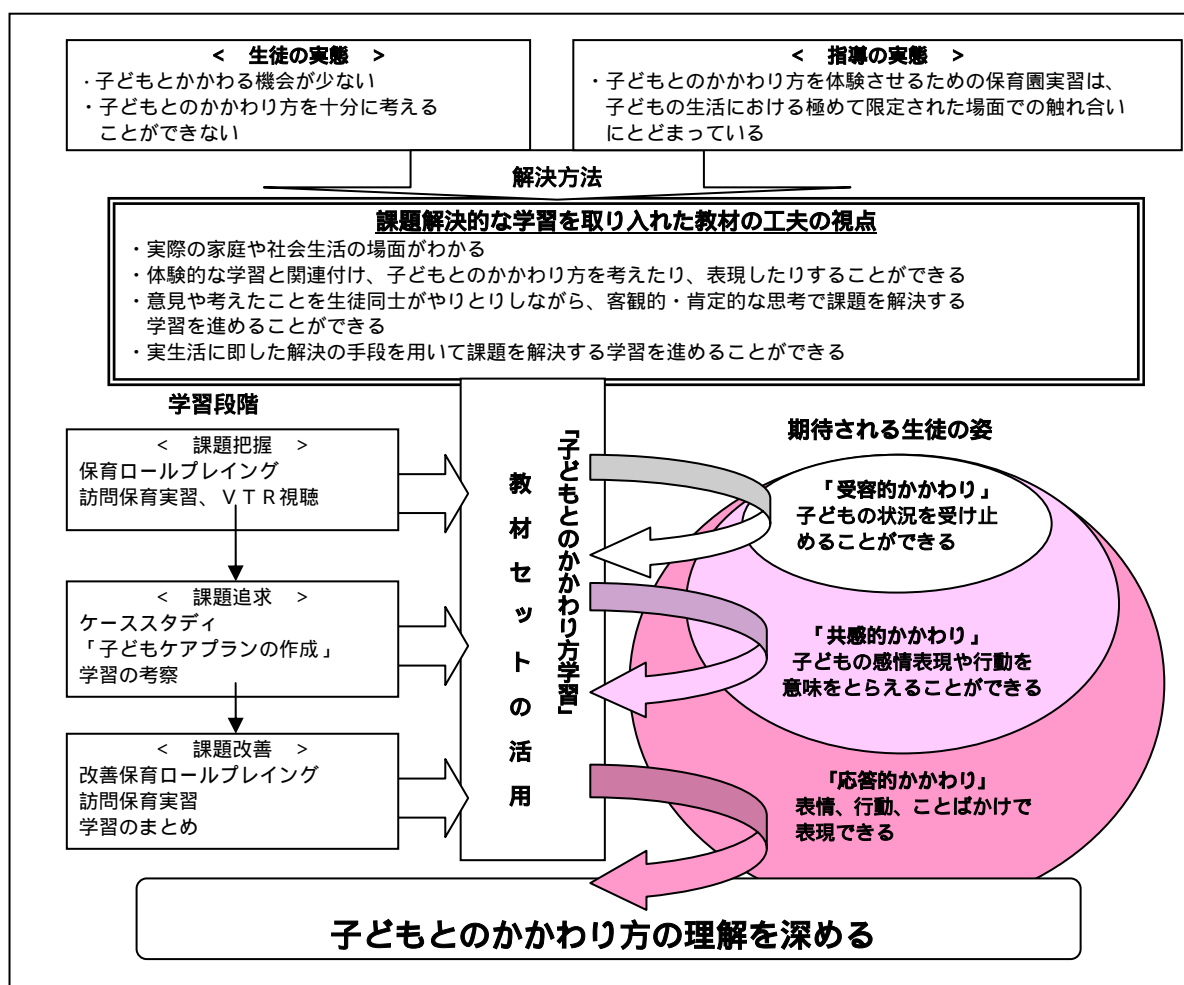 < 生徒の実態 >
・子どもとかかわる機会が少ない
・子どもとのかかわり方を十分に考える
ことができない
< 指導の実態 >
・子どもとのかかわり方を体験させるための保育園実習は、
子どもの生活における極めて限定された場面での触れ合い
にとどまっている
解決方法
課題解決的な学習を取り入れた教材の工夫の視点
・実際の家庭や社会生活の場面がわかる
・体験的な学習と関連付け、子どもとのかかわり方を考えたり、表現したりすることができる
・意見や考えたことを生徒同士がやりとりしながら、客観的・肯定的な思考で課題を解決する
学習を進めることができる
・実生活に即した解決の手段を用いて課題を解決する学習を進めることができる
学習段階
< 課題把握 >
保育ロールプレイング
訪問保育実習、ＶＴＲ視聴
< 課題追求 >
ケーススタディ
「子どもケアプランの作成」
学習の考察
< 課題改善 >
改善保育ロールプレイング
訪問保育実習
学習のまとめ
「子どもとのかかわり方学習」
教材セットの活用
期待される生徒の姿
「受容的かかわり」
子どもの状況を受け止
めることができる
「共感的かかわり」
子どもの感情表現や行動を
意味をとらえることができる
「応答的かかわり」
表情、行動、ことばかけで
表現できる
子どもとのかかわり方の理解を深める